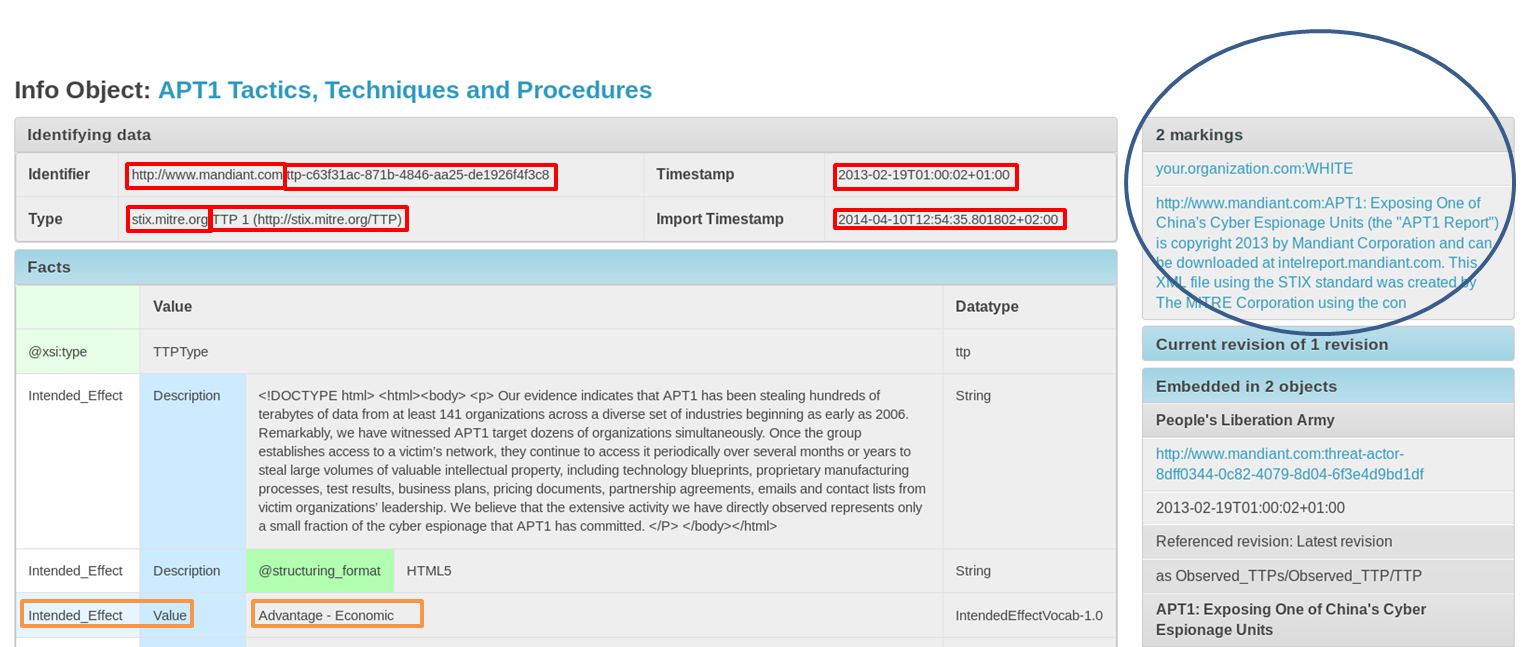 Info Object: APT1 Tactics, Techniques and Procedures
Identifying data
Identifier http://www.mandiant.com ttp-c63f31ac-871b-4846-aa25-de1926f4f3c8 Timestamp 2013-02-19T01:00:02+01:00
Type stix.mitre.org TTP 1 (http://stix.mitre.org/TTP) Import Timestamp 2014-04-10T12:54:35.801802+02:00
Facts
Value Datatype
@xsi:type TTPType ttp
Intended_Effect Description <!DOCTYPE html> <html><body> <p> Our evidence indicates that APT1 has been stealing hundreds of String
terabytes of data from at least 141 organizations across a diverse set of industries beginning as early as 2006.
Remarkably, we have witnessed APT1 target dozens of organizations simultaneously. Once the group
establishes access to a victim's network, they continue to access it periodically over several months or years to
steal large volumes of valuable intellectual property, including technology blueprints, proprietary manufacturing
processes, test results, business plans, pricing documents, partnership agreements, emails and contact lists from
victim organizations' leadership. We believe that the extensive activity we have directly observed represents only
a small fraction of the cyber espionage that APT1 has committed. </P> </body></html>
Intended_Effect Description @structuring_format HTML5 String
Intended_Effect Value Advantage - Economic IntendedEffectVocab-1.0
2 markings
your.organization.com:WHITE
http://www.mandiant.com:APT1: Exposing One of
China's Cyber Espionage Units (the "APT1 Report")
is copyright 2013 by Mandiant Corporation and can
be downloaded at intelreport.mandiant.com. This
XML file using the STIX standard was created by
The MITRE Corporation using the con
Current revision of 1 revision
Embedded in 2 objects
People's Liberation Army
http://www.mandiant.com:threat-actor-
8dff0344-0c82-4079-8d04-6f3e4d9bd1df
2013-02-19T01:00:02+01:00
Referenced revision: Latest revision
as Observed_TTPs/Observed_TTP/TTP
APT1: Exposing One of China's Cyber
Espionage Units